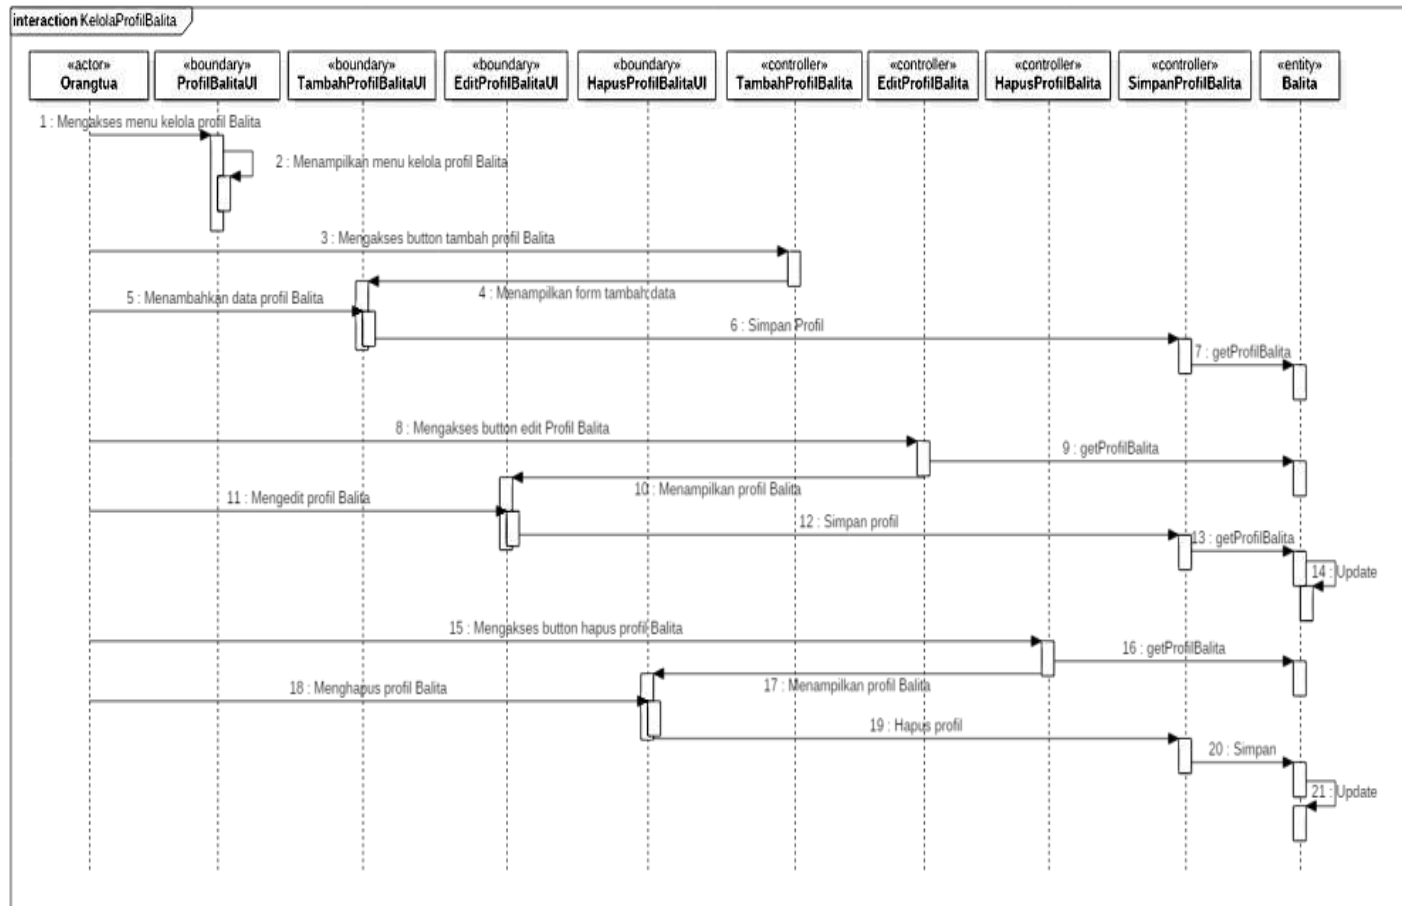 interaction KelolaProfilBalita
«actor»
Orangtua
«boundary»
ProfilBalitaUI
«boundary»
TambahProfilBalitaUI
«boundary»
EditProfilBalitaUI
«boundary»
HapusProfilBalitaUI
«controller»
TambahProfilBalita
«controller»
EditProfilBalita
«controller»
HapusProfilBalita
«controller»
SimpanProfilBalita
«entity»
Balita
1 : Mengakses menu kelola profil Balita
2 : Menampilkan menu kelola profil Balita
3 : Mengakses button tambah profil Balita
4 : Menampilkan form tambah data
5 : Menambahkan data profil Balita
6 : Simpan Profil
7 : getProfilBalita
8 : Mengakses button edit Profil Balita
9 : getProfilBalita
10 : Menampilkan profil Balita
11 : Mengedit profil Balita
12 : Simpan profil
13 : getProfilBalita
14 : Update
15 : Mengakses button hapus profil Balita
16 : getProfilBalita
17 : Menampilkan profil Balita
18 : Menghapus profil Balita
19 : Hapus profil
20 : Simpan
21 : Update